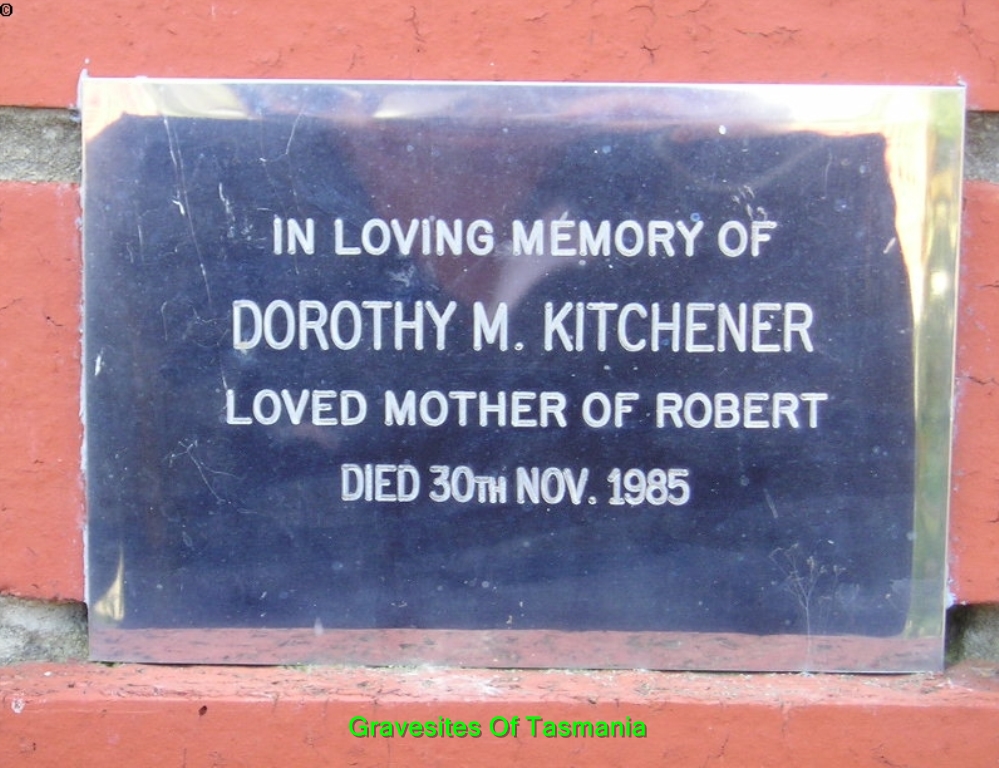 ©
IN LOVING MEMORY OF
DOROTHY M. KITCHENER
LOVED MOTHER OF ROBERT
DIED 30TH NOV. 1985
Gravesites Of Tasmania